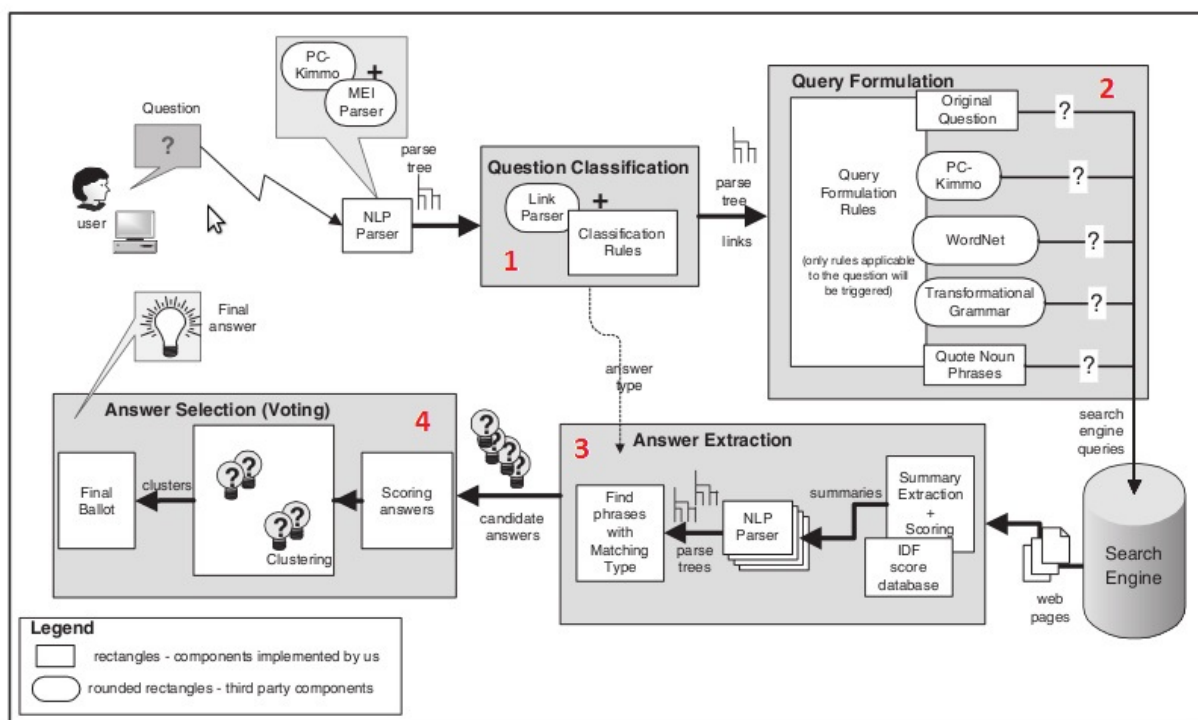 Question
?
user
PC-
Kimmo
+
MEI
Parser
NLP
Parser
parse
tree
Question Classification
Link
Parser
+
Classification
Rules
1
parse
tree
links
Query Formulation
2
Query
Formulation
Rules
(only rules applicable
to the question will
be triggered)
Original
Question
?
PC-
Kimmo
?
WordNet
?
Transformational
Grammar
?
Quote Noun
Phrases
?
search
engine
queries
Search
Engine
web
pages
answer
type
3
Answer Extraction
Summary
Extraction
+
Scoring
IDF
score
database
summaries
NLP
Parser
parse
trees
Find
phrases with
Matching
Type
? ? ? ?
candidate
answers
Answer Selection (Voting)
4
Scoring
answers
? ?
? ?
Clustering
clusters
Final
Ballot
Final
answer
Legend
rectangles - components implemented by us
rounded rectangles - third party components